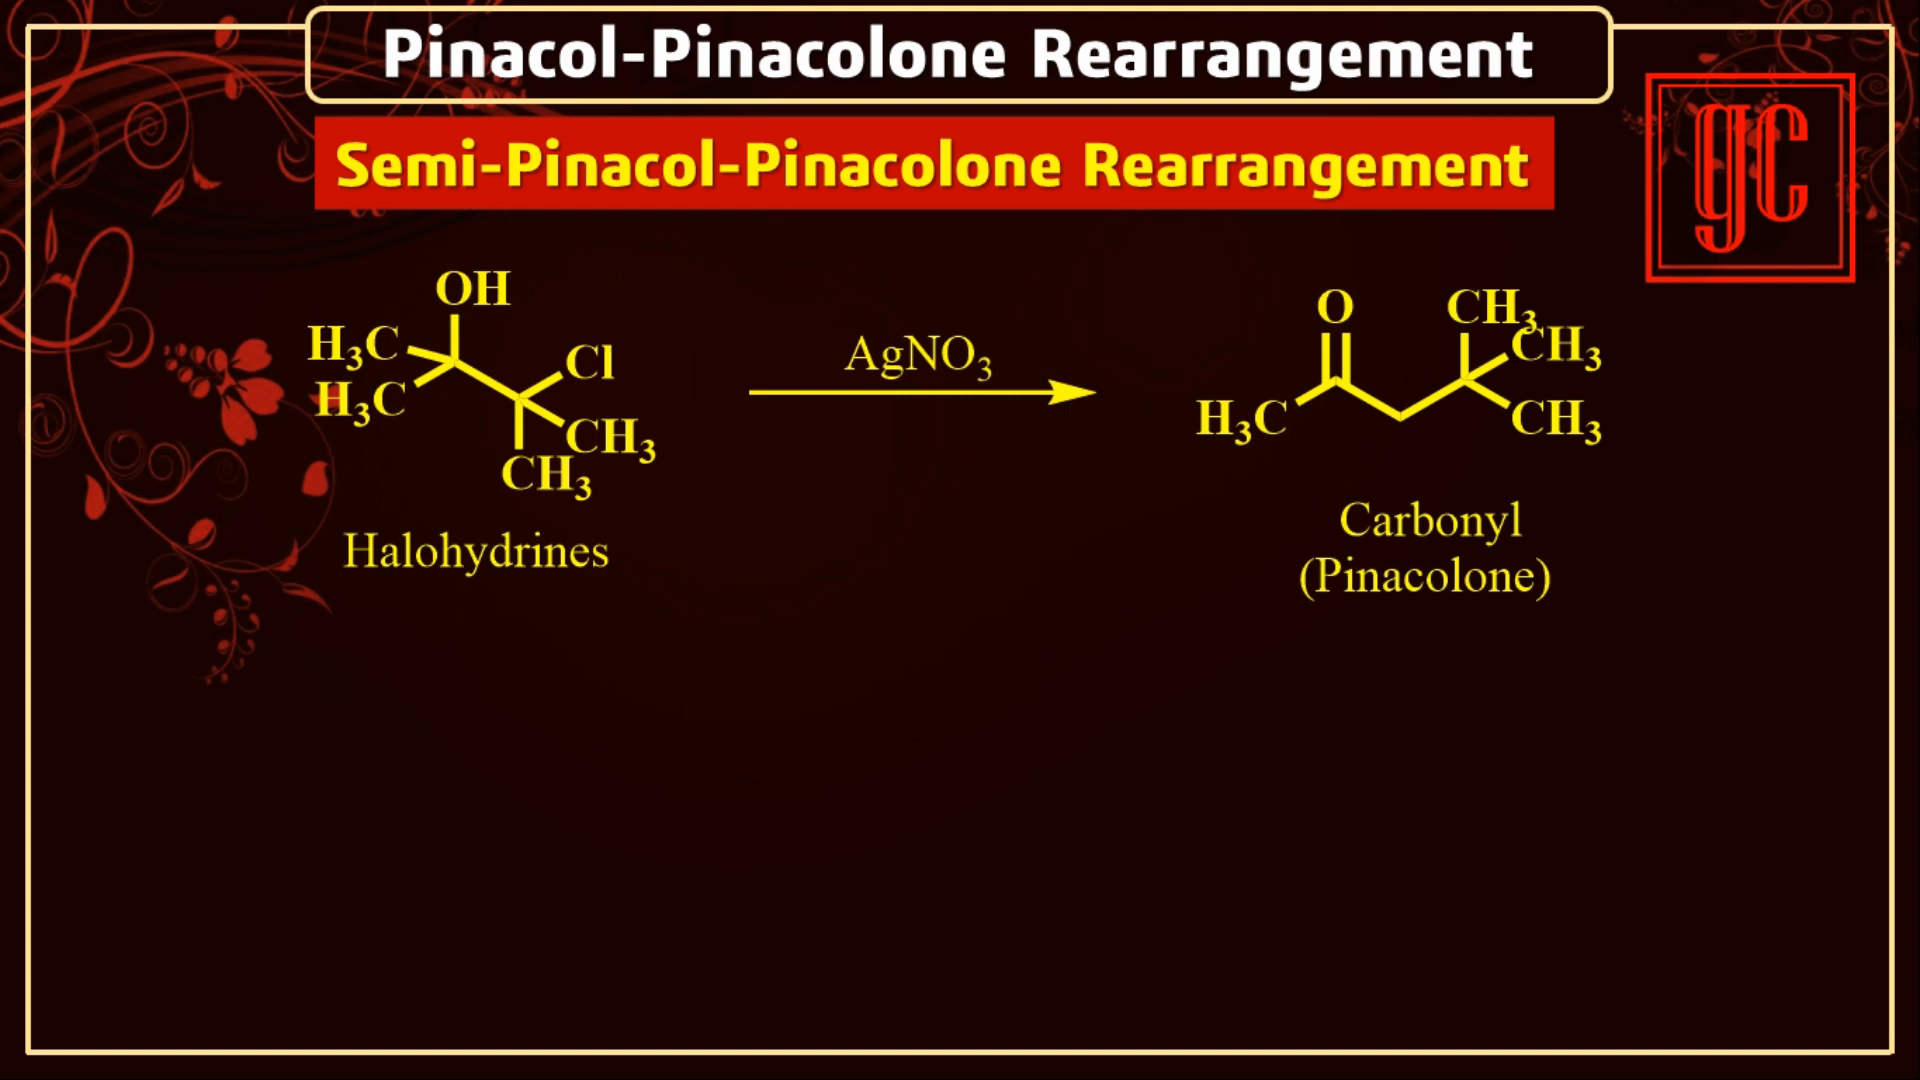 Pinacol-Pinacolone Rearrangement
Semi-Pinacol-Pinacolone Rearrangement
gc
OH
H₃C
H₃C
Cl
CH₃
CH₃
Halohydrines
AgNO₃
O
CH₃
CH₃
H₃C
CH₃
Carbonyl
(Pinacolone)